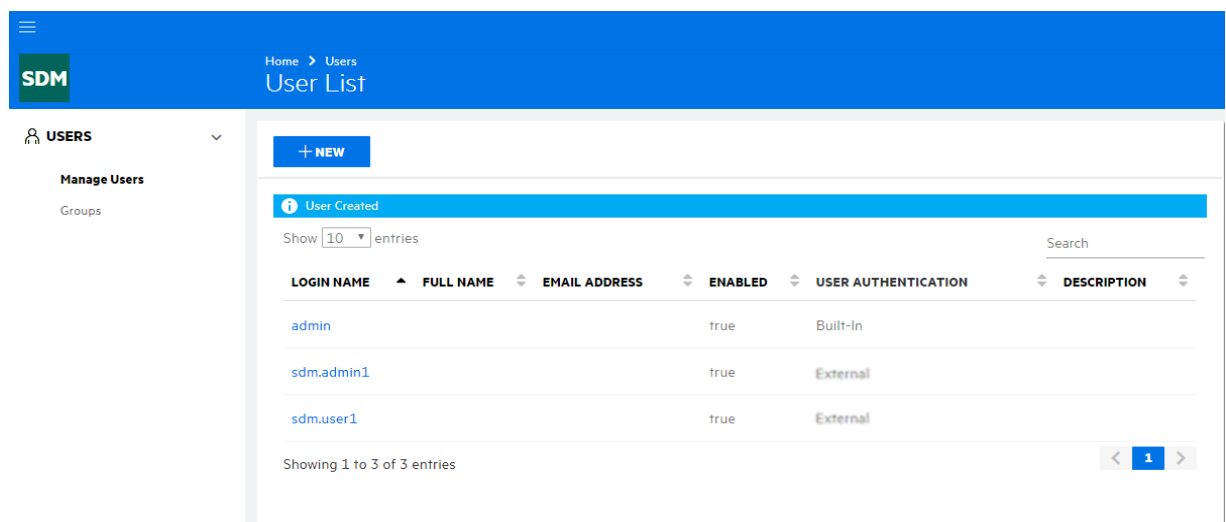 SDM
Home > Users
User List
USERS
Manage Users
Groups
+ NEW
User Created
Show 10 entries
Search
LOGIN NAME FULL NAME EMAIL ADDRESS ENABLED USER AUTHENTICATION DESCRIPTION
admin true Built-In
sdm.admin1 true External
sdm.user1 true External
Showing 1 to 3 of 3 entries
< 1 >